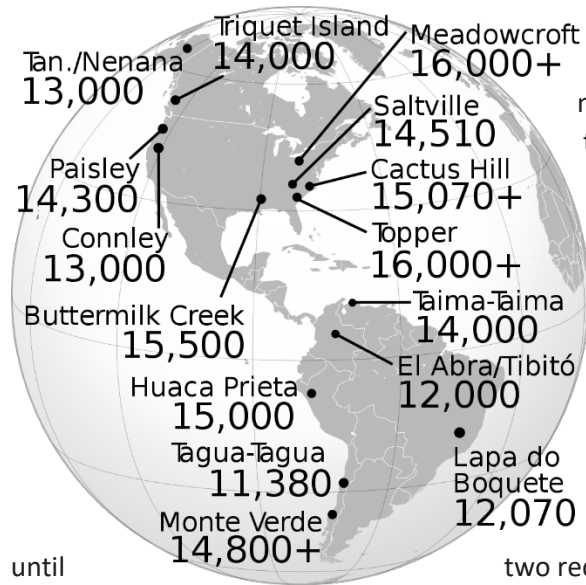 Triquet Island
14,000
Meadowcroft
16,000+
Tan./Nenana
13,000
Saltville
14,510
Paisley
14,300
Cactus Hill
15,070+
Connley
13,000
Topper
16,000+
Buttermilk Creek
15,500
Taima-Taima
14,000
El Abra/Tibitó
12,000
Huaca Prieta
15,000
Tagua-Tagua
11,380
Lapa do
Boquete
12,070
Monte Verde
14,800+
until
two